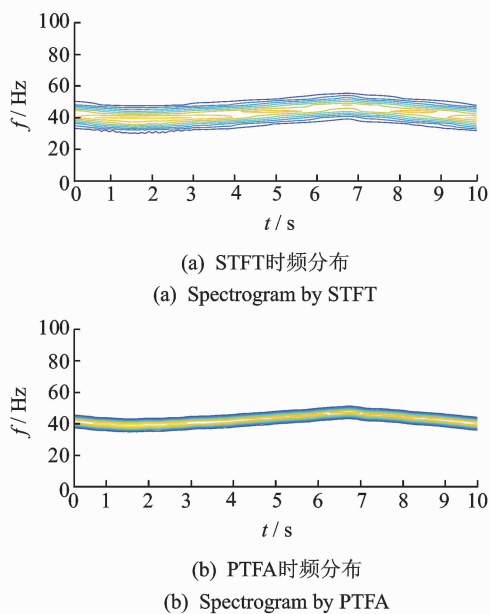 100
80
60
40
20
0
f / Hz
0 1 2 3 4 5 6 7 8 9 10
t / s
(a) STFT时频分布
(a) Spectrogram by STFT
100
80
60
40
20
0
f / Hz
0 1 2 3 4 5 6 7 8 9 10
t / s
(b) PTFA时频分布
(b) Spectrogram by PTFA